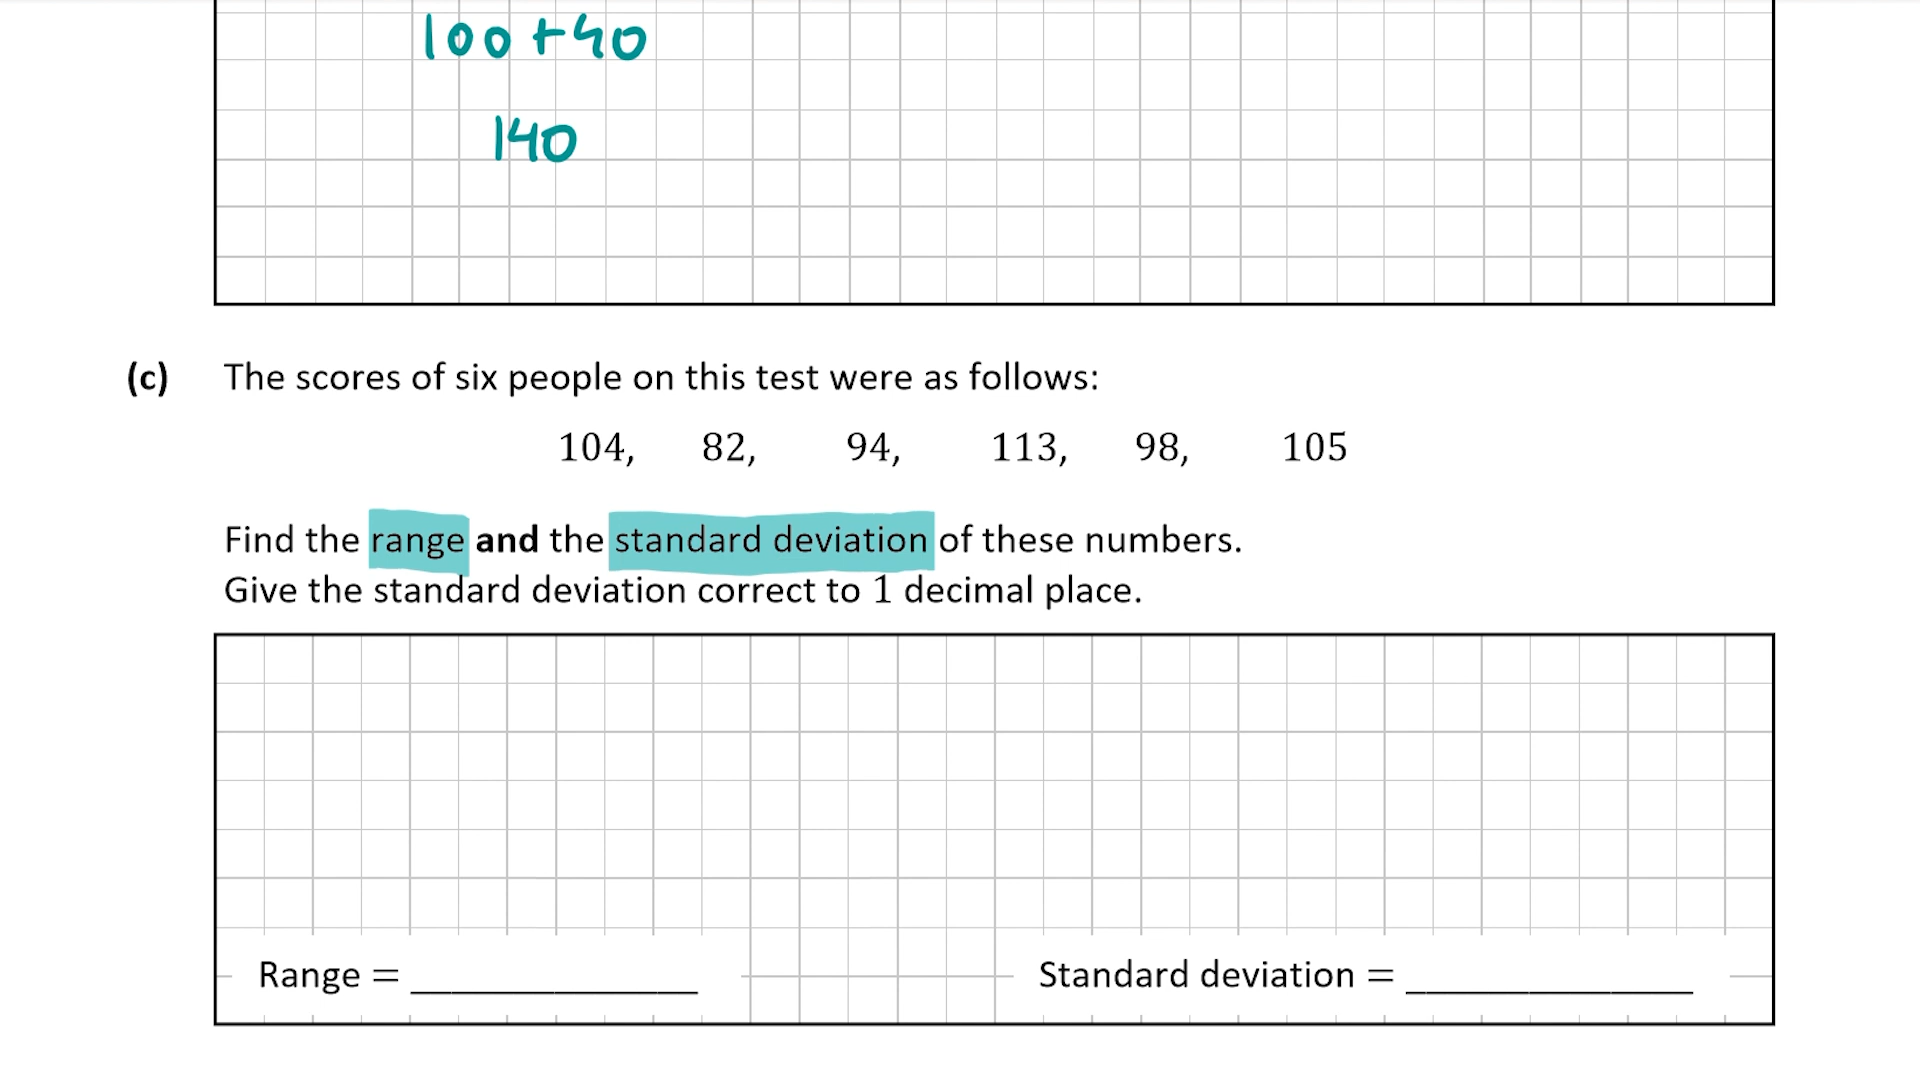 100+40
140
(c) The scores of six people on this test were as follows:
104, 82, 94, 113, 98, 105
Find the range and the standard deviation of these numbers.
Give the standard deviation correct to 1 decimal place.
Range = ______________ Standard deviation = ______________